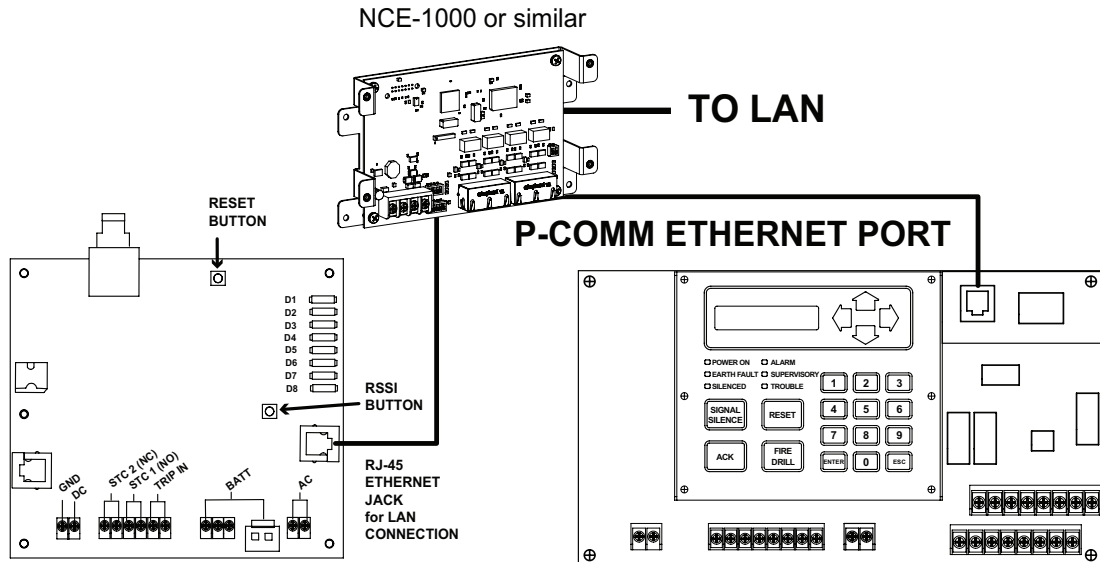 NCE-1000 or similar
TO LAN
P-COMM ETHERNET PORT
RESET
BUTTON
D1
D2
D3
D4
D5
D6
D7
D8
RSSI
BUTTON
RJ-45
ETHERNET
JACK
for LAN
CONNECTION
GND
DC
STC 2 (NC)
STC 1 (NO)
TRIP IN
BATT
AC
POWER ON
ALARM
EARTH FAULT
SUPERVISORY
SILENCED
TROUBLE
SIGNAL
SILENCE
RESET
ACK
FIRE
DRILL
1 2 3
4 5 6
7 8 9
ENTER 0 ESC